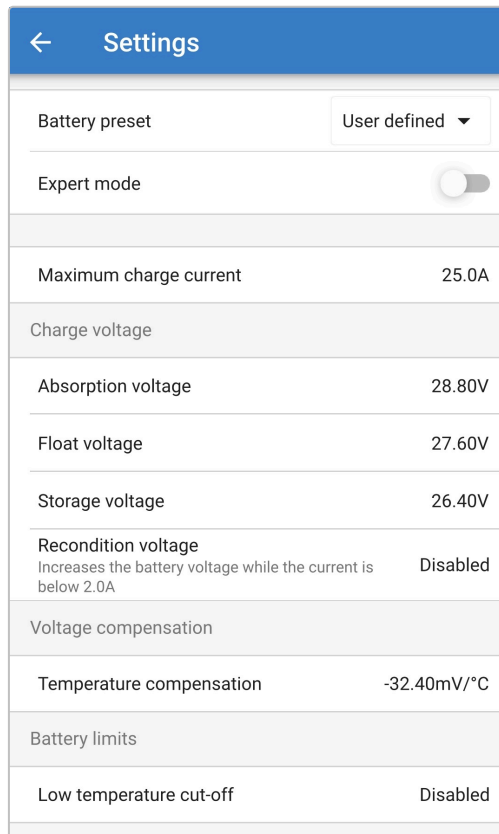 Settings
Battery preset
User defined
Expert mode
Maximum charge current
25.0A
Charge voltage
Absorption voltage
28.80V
Float voltage
27.60V
Storage voltage
26.40V
Recondition voltage
Increases the battery voltage while the current is
below 2.0A
Disabled
Voltage compensation
Temperature compensation
-32.40mV/°C
Battery limits
Low temperature cut-off
Disabled